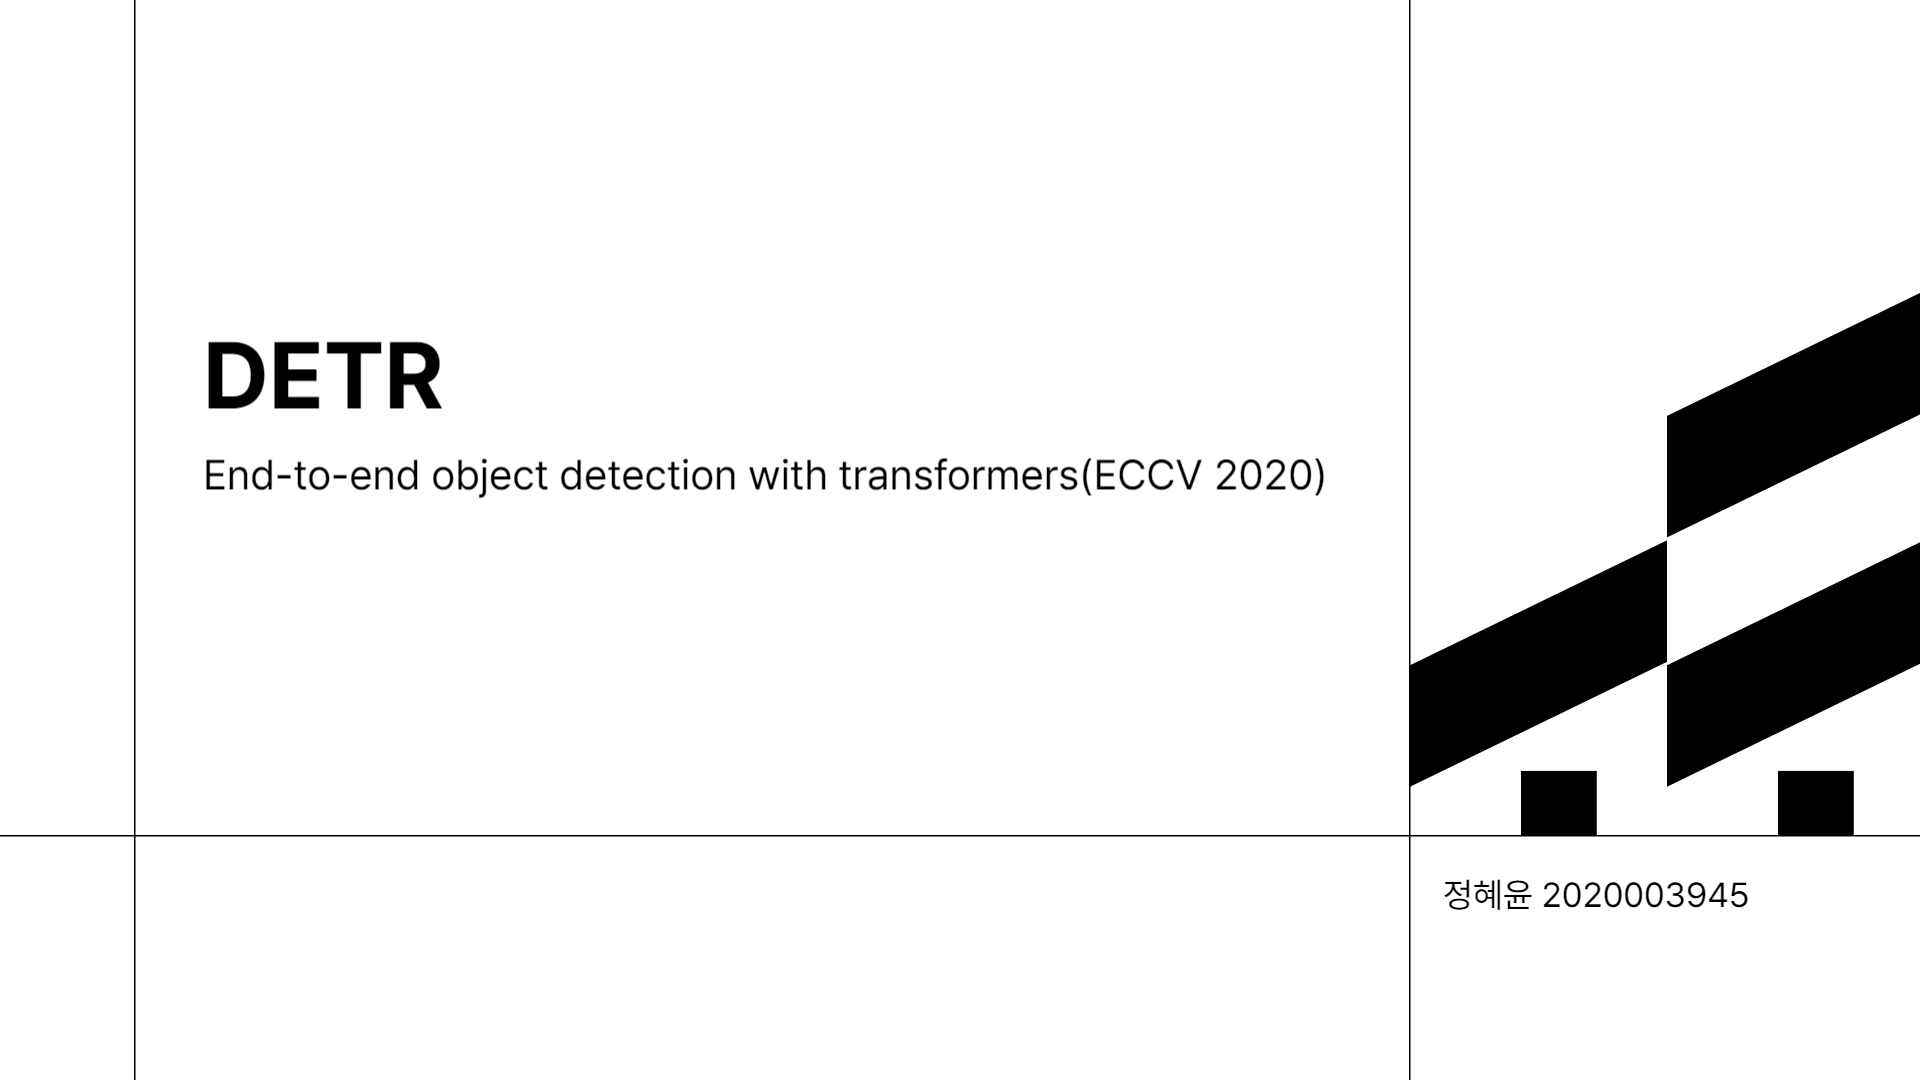 DETR
End-to-end object detection with transformers(ECCV 2020)
정혜윤 2020003945